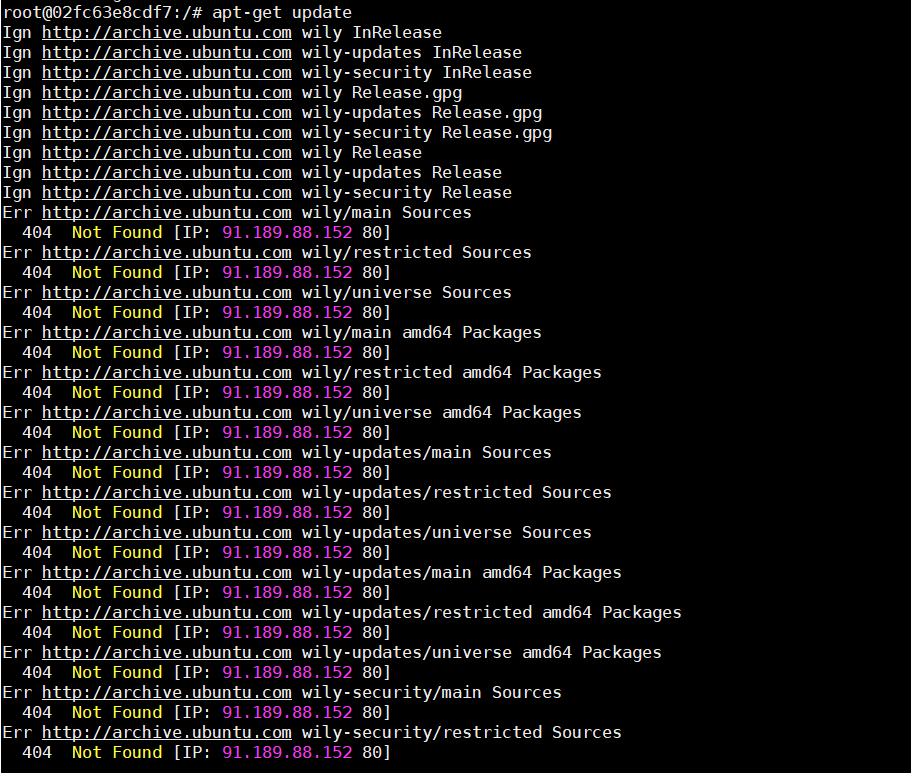 root@02fc63e8cdf7:/# apt-get update
Ign http://archive.ubuntu.com wily InRelease
Ign http://archive.ubuntu.com wily-updates InRelease
Ign http://archive.ubuntu.com wily-security InRelease
Ign http://archive.ubuntu.com wily Release.gpg
Ign http://archive.ubuntu.com wily-updates Release.gpg
Ign http://archive.ubuntu.com wily-security Release.gpg
Ign http://archive.ubuntu.com wily Release
Ign http://archive.ubuntu.com wily-updates Release
Ign http://archive.ubuntu.com wily-security Release
Err http://archive.ubuntu.com wily/main Sources
  404  Not Found [IP: 91.189.88.152 80]
Err http://archive.ubuntu.com wily/restricted Sources
  404  Not Found [IP: 91.189.88.152 80]
Err http://archive.ubuntu.com wily/universe Sources
  404  Not Found [IP: 91.189.88.152 80]
Err http://archive.ubuntu.com wily/main amd64 Packages
  404  Not Found [IP: 91.189.88.152 80]
Err http://archive.ubuntu.com wily/restricted amd64 Packages
  404  Not Found [IP: 91.189.88.152 80]
Err http://archive.ubuntu.com wily/universe amd64 Packages
  404  Not Found [IP: 91.189.88.152 80]
Err http://archive.ubuntu.com wily-updates/main Sources
  404  Not Found [IP: 91.189.88.152 80]
Err http://archive.ubuntu.com wily-updates/restricted Sources
  404  Not Found [IP: 91.189.88.152 80]
Err http://archive.ubuntu.com wily-updates/universe Sources
  404  Not Found [IP: 91.189.88.152 80]
Err http://archive.ubuntu.com wily-updates/main amd64 Packages
  404  Not Found [IP: 91.189.88.152 80]
Err http://archive.ubuntu.com wily-updates/restricted amd64 Packages
  404  Not Found [IP: 91.189.88.152 80]
Err http://archive.ubuntu.com wily-updates/universe amd64 Packages
  404  Not Found [IP: 91.189.88.152 80]
Err http://archive.ubuntu.com wily-security/main Sources
  404  Not Found [IP: 91.189.88.152 80]
Err http://archive.ubuntu.com wily-security/restricted Sources
  404  Not Found [IP: 91.189.88.152 80]